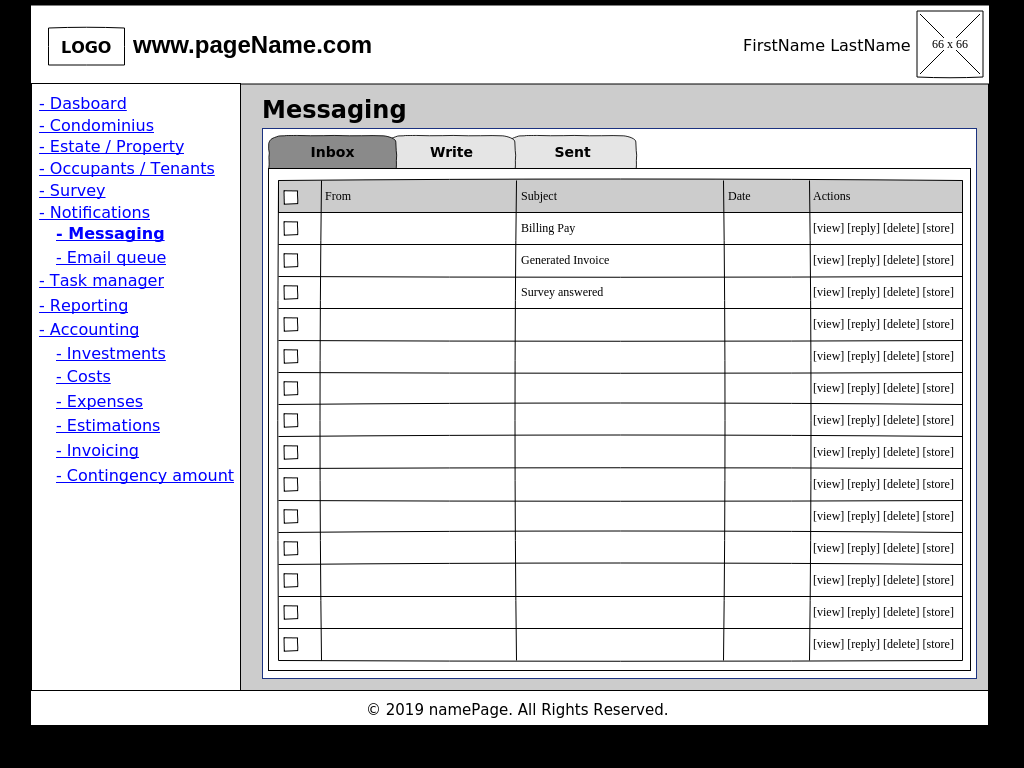 LOGO www.pageName.com FirstName LastName 66 x 66
- Dasboard
- Condominius
- Estate / Property
- Occupants / Tenants
- Survey
- Notifications
- Messaging
- Email queue
- Task manager
- Reporting
- Accounting
- Investments
- Costs
- Expenses
- Estimations
- Invoicing
- Contingency amount
Messaging
Inbox Write Sent
From Subject Date Actions
Billing Pay [view] [reply] [delete] [store]
Generated Invoice [view] [reply] [delete] [store]
Survey answered [view] [reply] [delete] [store]
[view] [reply] [delete] [store]
[view] [reply] [delete] [store]
[view] [reply] [delete] [store]
[view] [reply] [delete] [store]
[view] [reply] [delete] [store]
[view] [reply] [delete] [store]
[view] [reply] [delete] [store]
[view] [reply] [delete] [store]
[view] [reply] [delete] [store]
[view] [reply] [delete] [store]
[view] [reply] [delete] [store]
© 2019 namePage. All Rights Reserved.